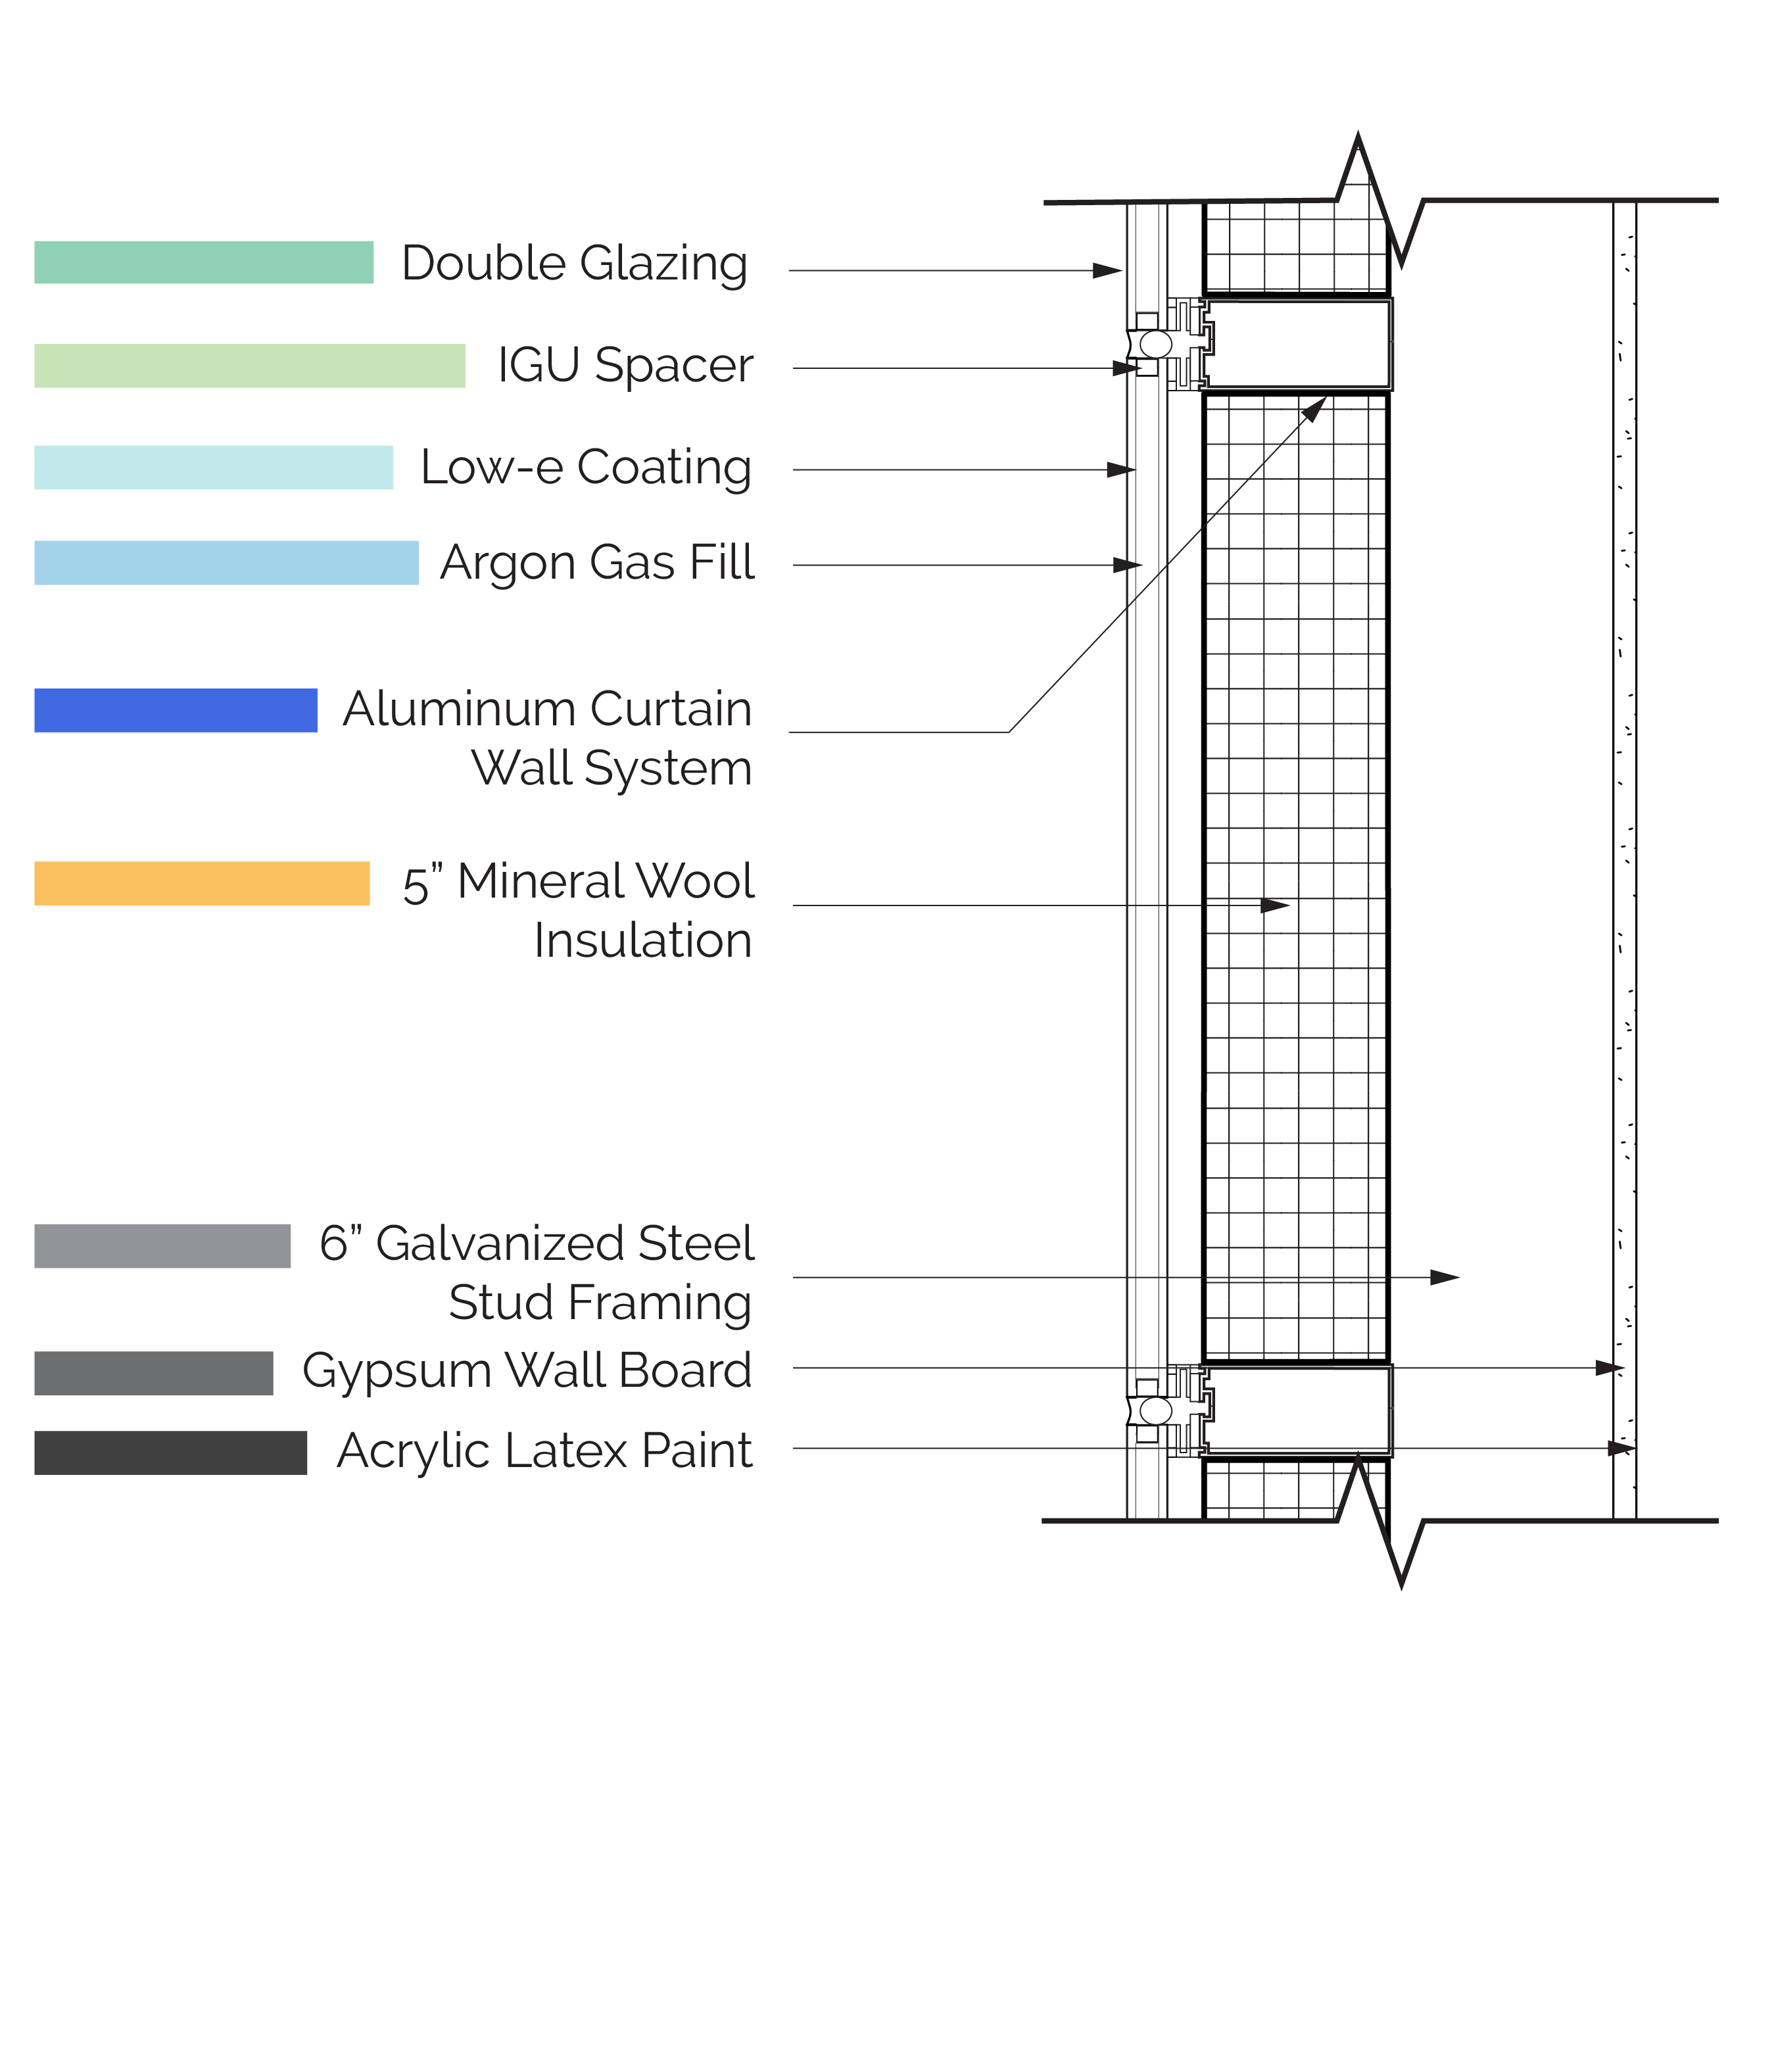 Double Glazing
IGU Spacer
Low-e Coating
Argon Gas Fill
Aluminum Curtain
Wall System
5” Mineral Wool
Insulation
6” Galvanized Steel
Stud Framing
Gypsum Wall Board
Acrylic Latex Paint